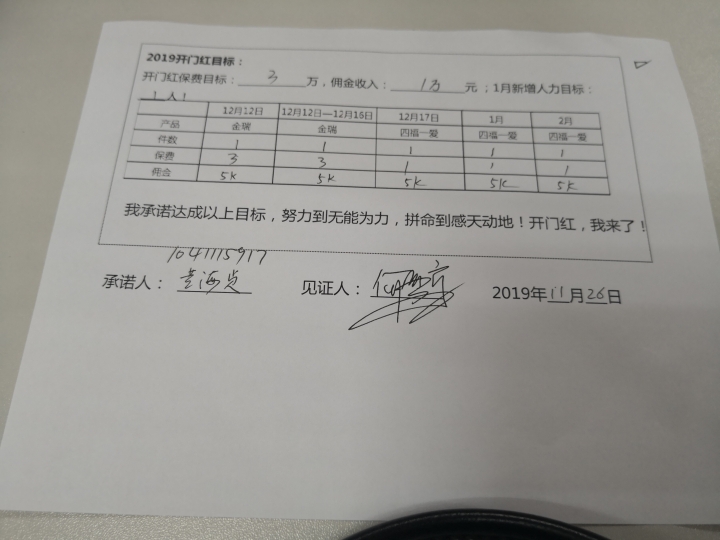 2019开门红目标：
开门红保费目标：3万，佣金收入：1万元；1月新增人力目标：
1人！
12月12日 12月12日—12月16日 12月17日 1月 2月
产品 金瑞 金瑞 四福一爱 四福一爱 四福一爱
件数 1 1 1 1 1
保费 3 3 1 1 1
佣合 5K 5K 5K 5K 5K
我承诺达成以上目标，努力到无能为力，拼命到感天动地！开门红，我来了！
1041115917
承诺人： 见证人： 2019年11月26日